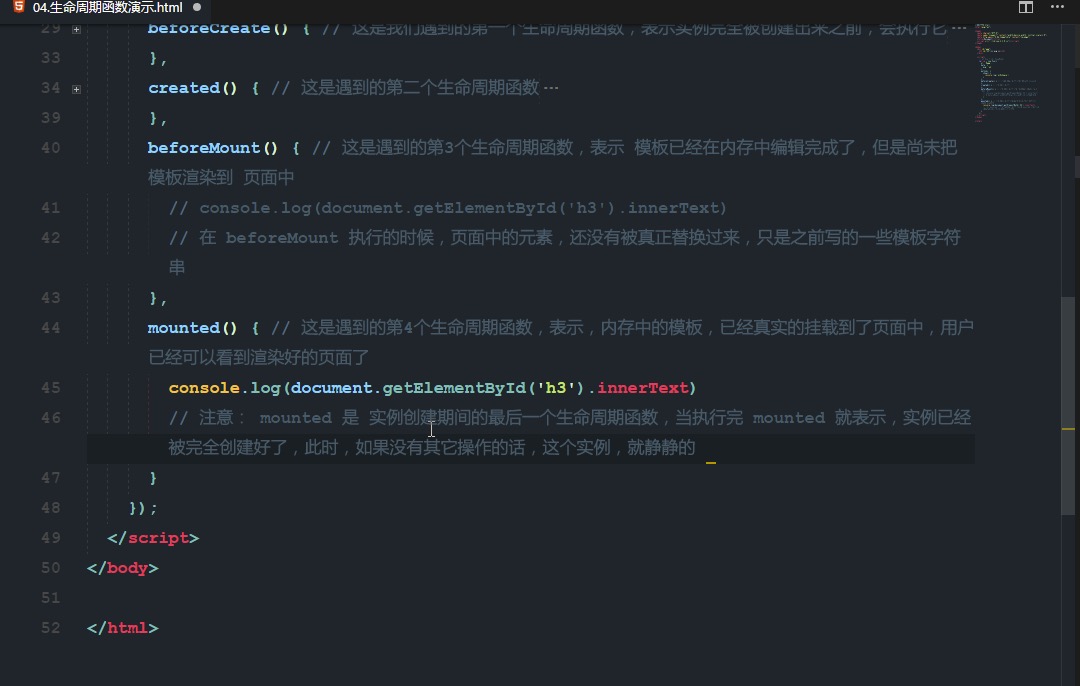 04.生命周期函数演示.html
29 beforeCreate() { // 这是我们遇到的第一个生命周期函数，表示实例完全被创建出来之前，会执行它 ···
33 },
34 created() { // 这是遇到的第二个生命周期函数 ···
39 },
40 beforeMount() { // 这是遇到的第3个生命周期函数，表示 模板已经在内存中编辑完成了，但是尚未把
模板渲染到 页面中
41 // console.log(document.getElementById('h3').innerText)
42 // 在 beforeMount 执行的时候，页面中的元素，还没有被真正替换过来，只是之前写的一些模板字符
串
43 },
44 mounted() { // 这是遇到的第4个生命周期函数，表示，内存中的模板，已经真实的挂载到了页面中，用户
已经可以看到渲染好的页面了
45 console.log(document.getElementById('h3').innerText)
46 // 注意： mounted 是 实例创建期间的最后一个生命周期函数，当执行完 mounted 就表示，实例已经
被完全创建好了，此时，如果没有其它操作的话，这个实例，就静静的
47 }
48 });
49 </script>
50 </body>
51
52 </html>